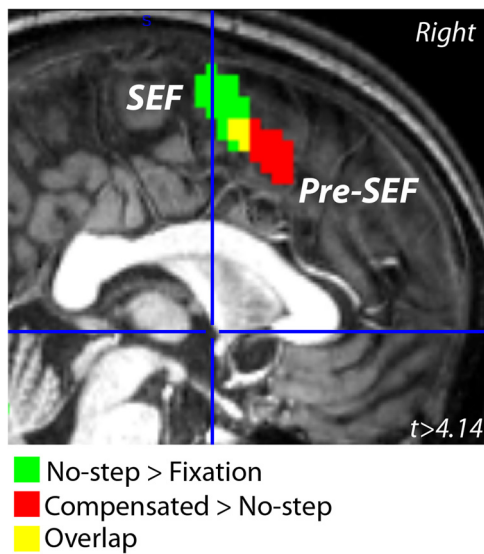 s
Right
SEF
Pre-SEF
t>4.14
No-step > Fixation
Compensated > No-step
Overlap